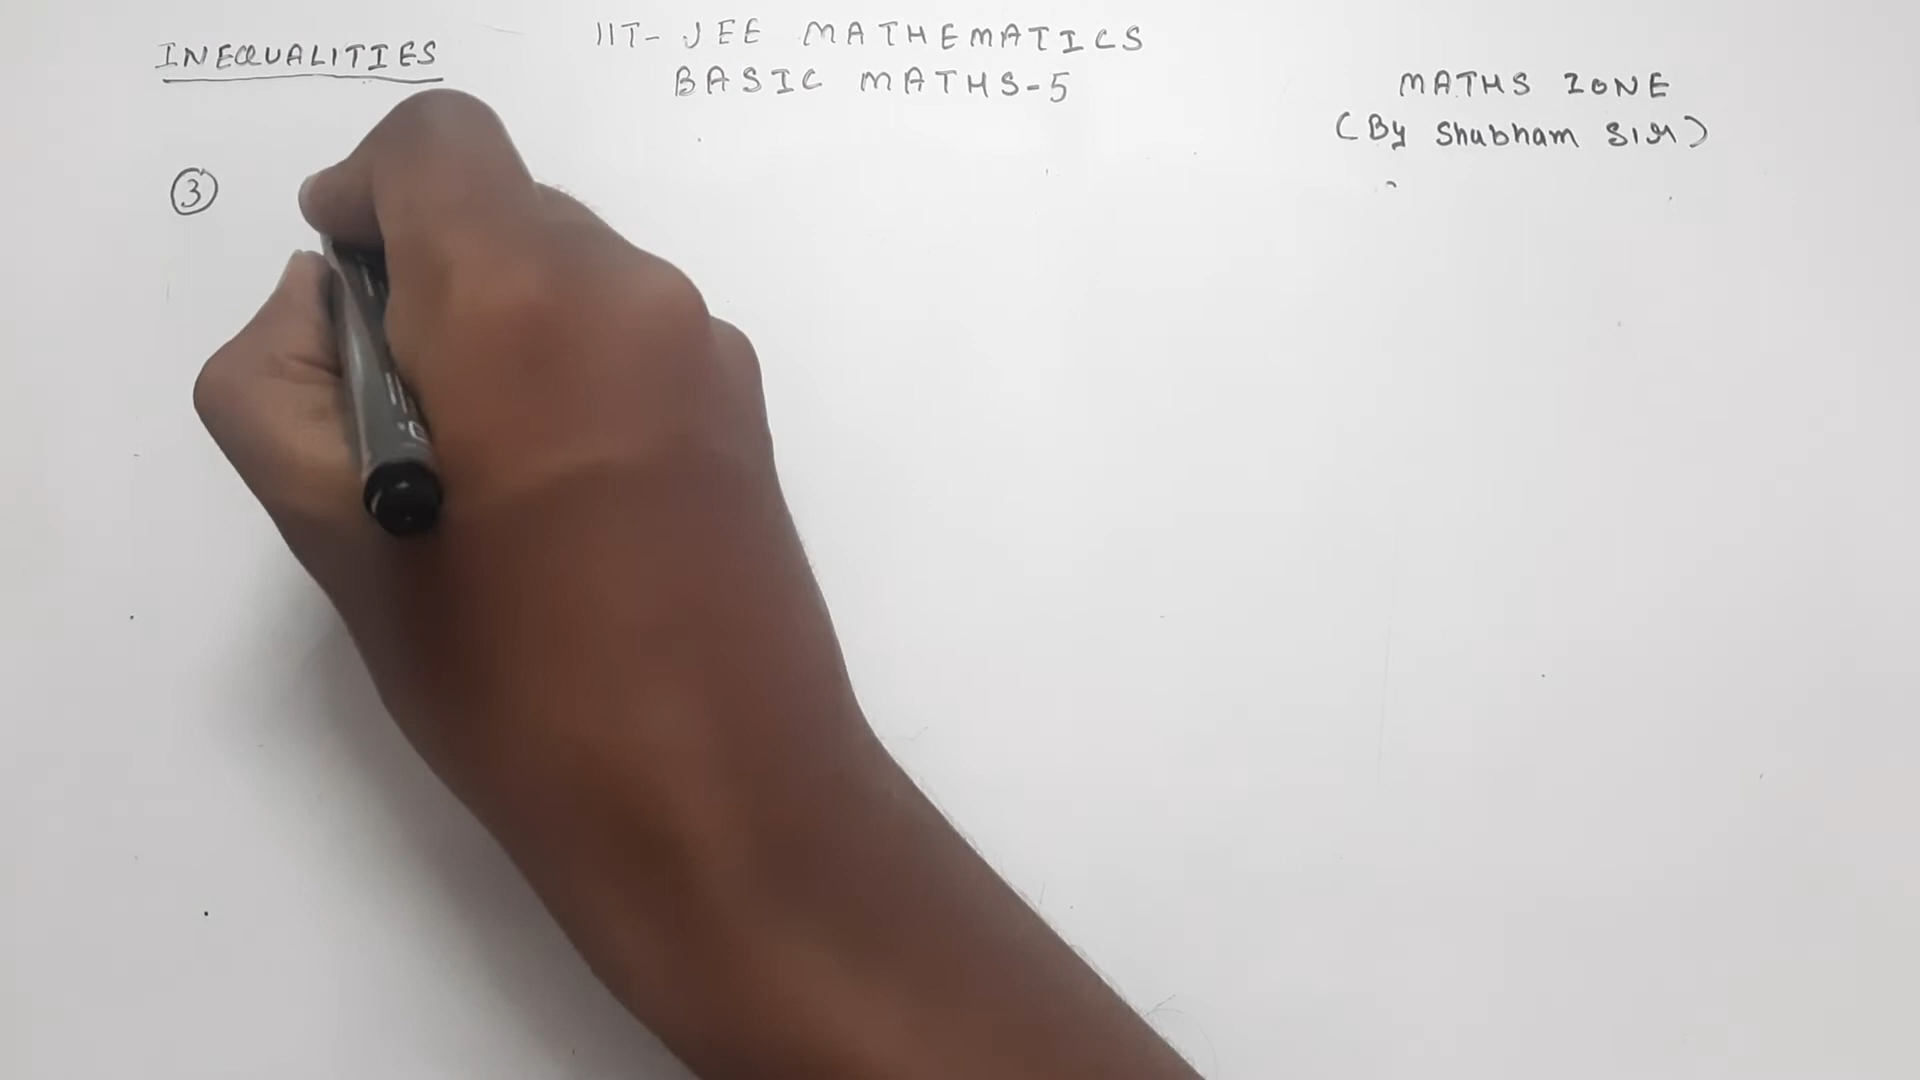 INEQUALITIES
IIT- JEE MATHEMATICS
BASIC MATHS-5
MATHS ZONE
(By Shubham Sir)
3